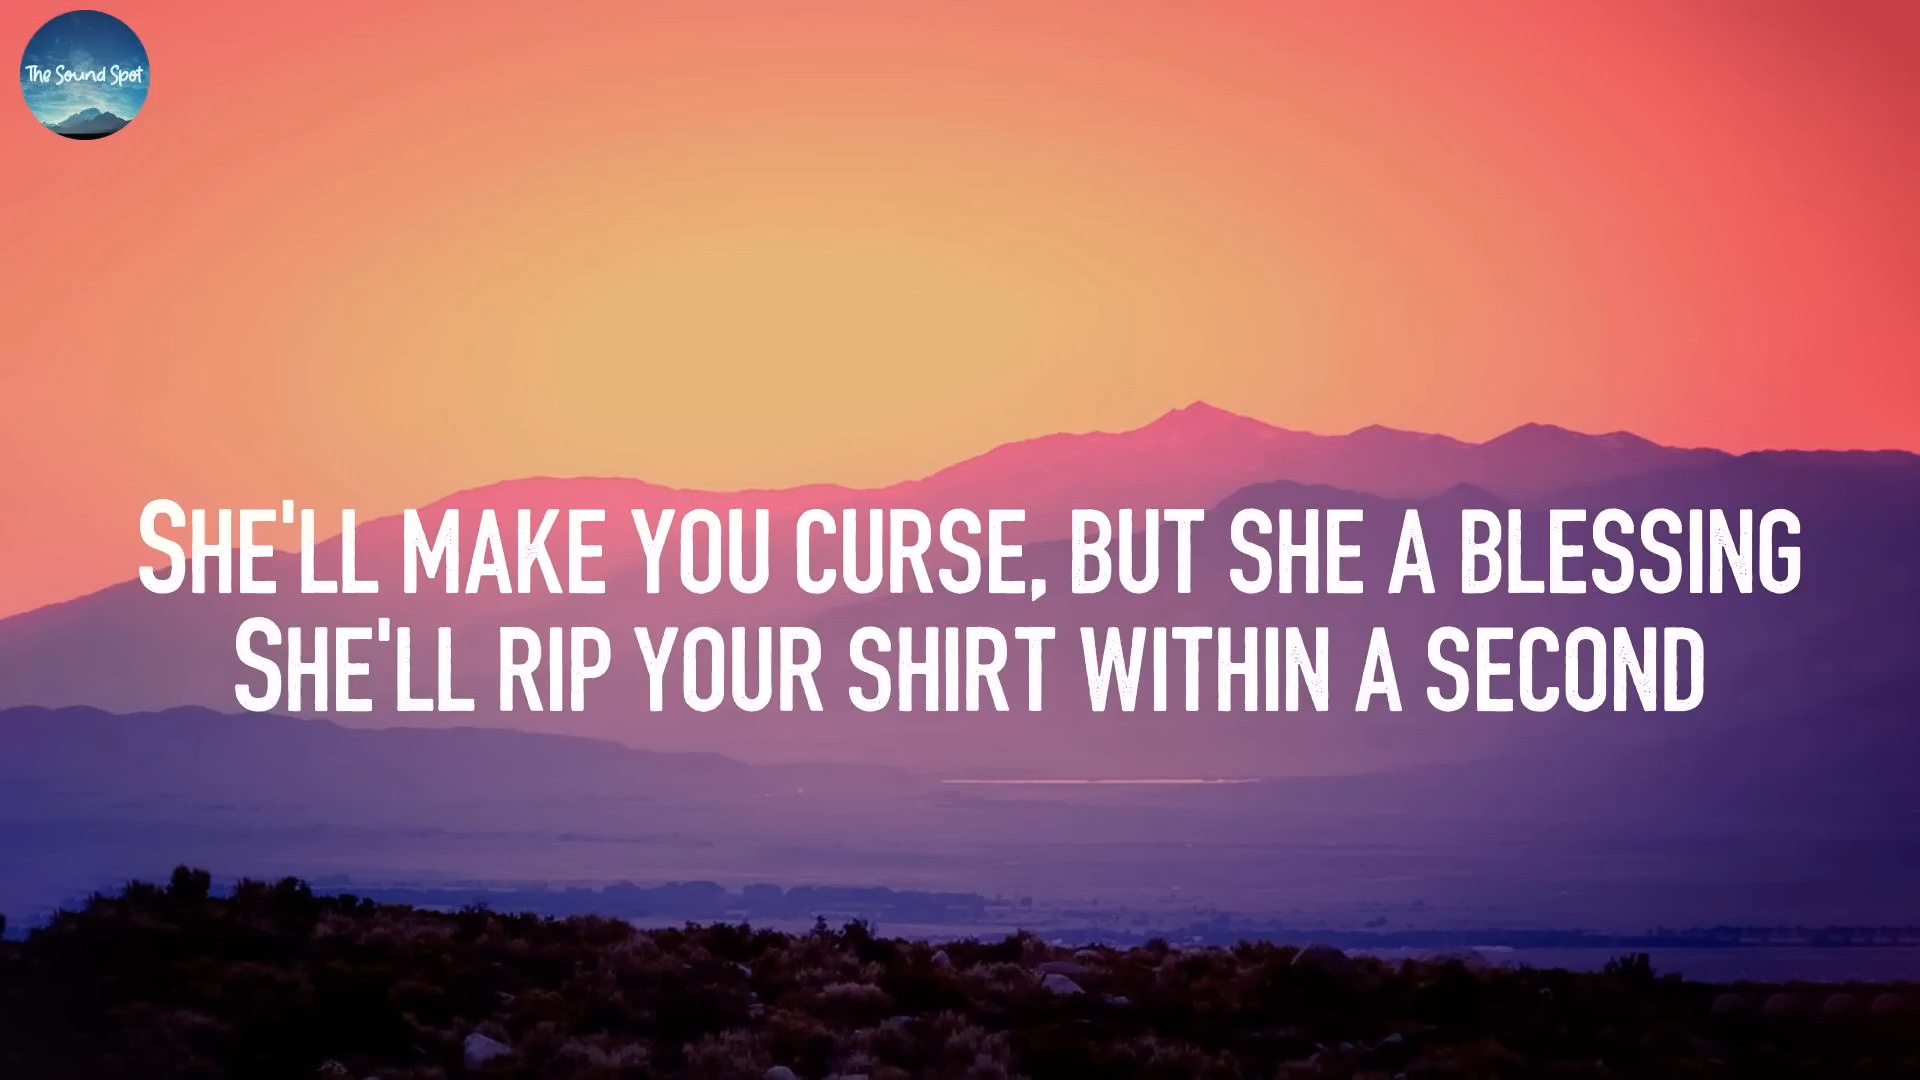 The Sound Spot
She'll make you curse, but she a blessing
She'll rip your shirt within a second